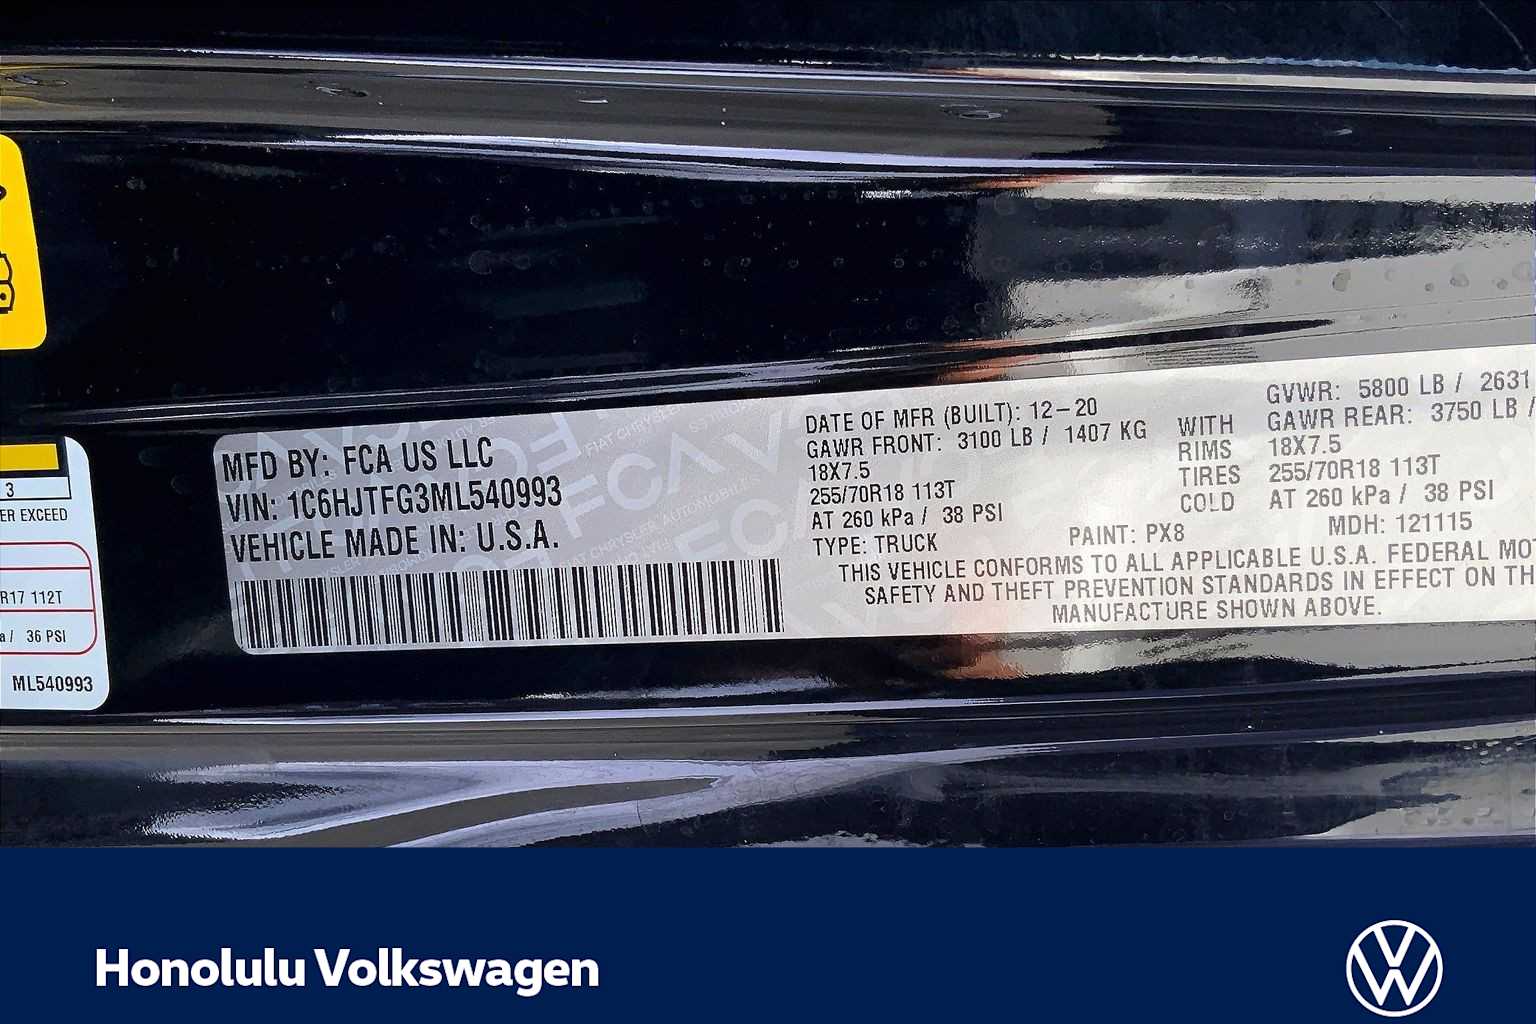 3
ER EXCEED
R17 112T
a / 36 PSI
ML540993
MFD BY: FCA US LLC
VIN: 1C6HJTFG3ML540993
VEHICLE MADE IN: U.S.A.
DATE OF MFR (BUILT): 12-20
GAWR FRONT: 3100 LB / 1407 KG
18X7.5
255/70R18 113T
AT 260 kPa / 38 PSI
TYPE: TRUCK
WITH
RIMS
TIRES
COLD
GVWR: 5800 LB / 2631
GAWR REAR: 3750 LB /
18X7.5
255/70R18 113T
AT 260 kPa / 38 PSI
PAINT: PX8 MDH: 121115
THIS VEHICLE CONFORMS TO ALL APPLICABLE U.S.A. FEDERAL MOT
SAFETY AND THEFT PREVENTION STANDARDS IN EFFECT ON TH
MANUFACTURE SHOWN ABOVE.
Honolulu Volkswagen